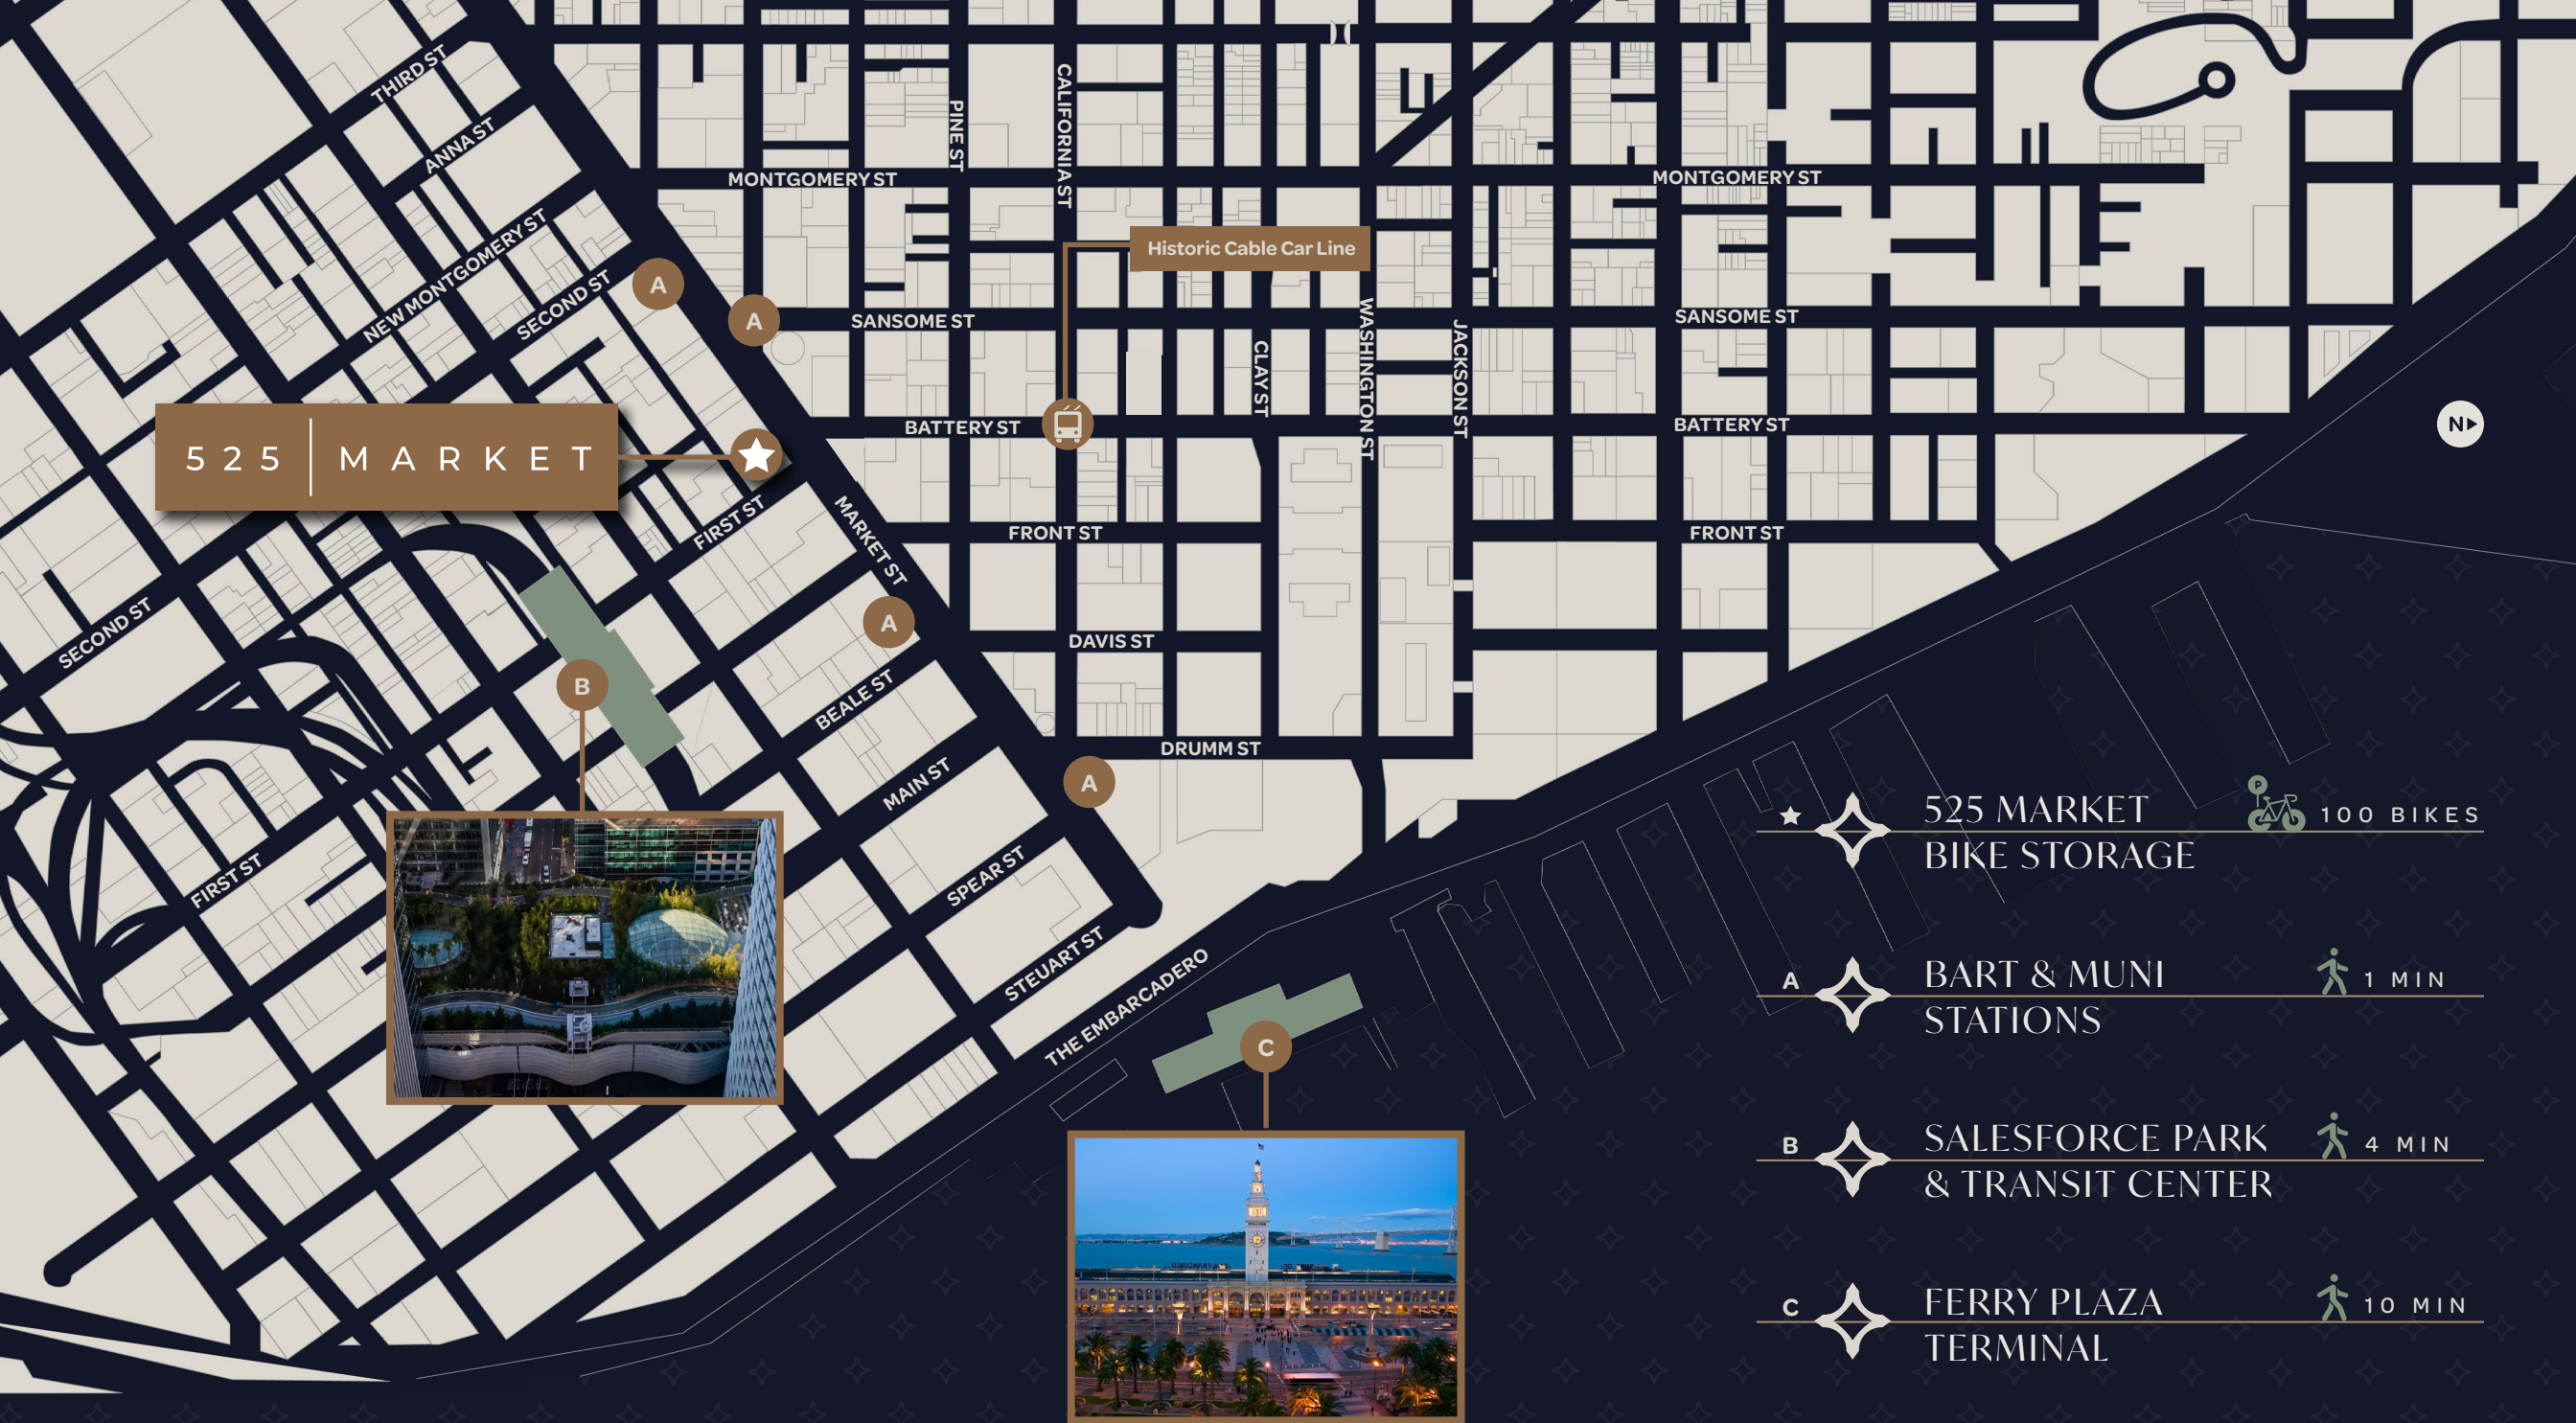 THIRD ST
ANNA ST
NEW MONTGOMERY ST
SECOND ST
PINE ST
CALIFORNIA ST
MONTGOMERY ST
MONTGOMERY ST
Historic Cable Car Line
A
A
SANSOME ST
SANSOME ST
CLAY ST
WASHINGTON ST
JACKSON ST
BATTERY ST
BATTERY ST
N
525 | MARKET
FIRST ST
MARKET ST
FRONT ST
FRONT ST
SECOND ST
A
DAVIS ST
B
BEALE ST
DRUMM ST
MAIN ST
A
FIRST ST
SPEAR ST
STEUART ST
THE EMBARCADERO
C
525 MARKET
BIKE STORAGE
P
100 BIKES
A
BART & MUNI
STATIONS
1 MIN
B
SALESFORCE PARK
& TRANSIT CENTER
4 MIN
C
FERRY PLAZA
TERMINAL
10 MIN